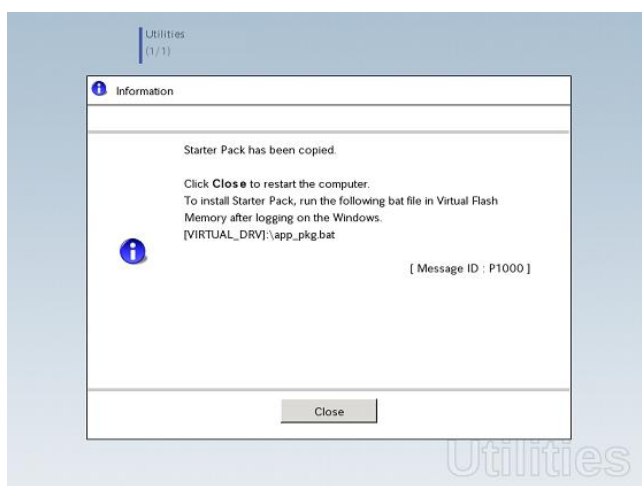 Utilities
(1/1)
Information
Starter Pack has been copied.
Click Close to restart the computer.
To install Starter Pack, run the following bat file in Virtual Flash
Memory after logging on the Windows.
[VIRTUAL_DRV]:\app_pkg.bat
[ Message ID : P1000 ]
Close
Utilities